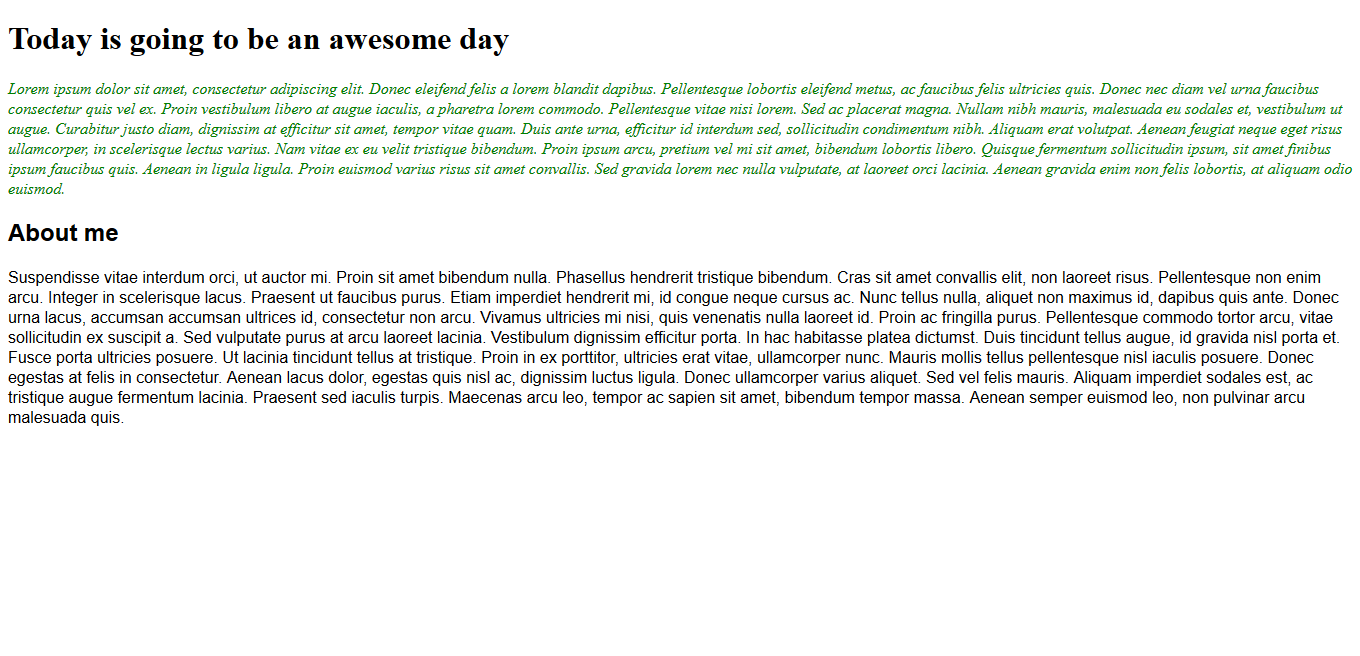 Today is going to be an awesome day
Lorem ipsum dolor sit amet, consectetur adipiscing elit. Donec eleifend felis a lorem blandit dapibus. Pellentesque lobortis eleifend metus, ac faucibus felis ultricies quis. Donec nec diam vel urna faucibus
consectetur quis vel ex. Proin vestibulum libero at augue iaculis, a pharetra lorem commodo. Pellentesque vitae nisi lorem. Sed ac placerat magna. Nullam nibh mauris, malesuada eu sodales et, vestibulum ut
augue. Curabitur justo diam, dignissim at efficitur sit amet, tempor vitae quam. Duis ante urna, efficitur id interdum sed, sollicitudin condimentum nibh. Aliquam erat volutpat. Aenean feugiat neque eget risus
ullamcorper, in scelerisque lectus varius. Nam vitae ex eu velit tristique bibendum. Proin ipsum arcu, pretium vel mi sit amet, bibendum lobortis libero. Quisque fermentum sollicitudin ipsum, sit amet finibus
ipsum faucibus quis. Aenean in ligula ligula. Proin euismod varius risus sit amet convallis. Sed gravida lorem nec nulla vulputate, at laoreet orci lacinia. Aenean gravida enim non felis lobortis, at aliquam odio
euismod.
About me
Suspendisse vitae interdum orci, ut auctor mi. Proin sit amet bibendum nulla. Phasellus hendrerit tristique bibendum. Cras sit amet convallis elit, non laoreet risus. Pellentesque non enim
arcu. Integer in scelerisque lacus. Praesent ut faucibus purus. Etiam imperdiet hendrerit mi, id congue neque cursus ac. Nunc tellus nulla, aliquet non maximus id, dapibus quis ante. Donec
urna lacus, accumsan accumsan ultrices id, consectetur non arcu. Vivamus ultricies mi nisi, quis venenatis nulla laoreet id. Proin ac fringilla purus. Pellentesque commodo tortor arcu, vitae
sollicitudin ex suscipit a. Sed vulputate purus at arcu laoreet lacinia. Vestibulum dignissim efficitur porta. In hac habitasse platea dictumst. Duis tincidunt tellus augue, id gravida nisl porta et.
Fusce porta ultricies posuere. Ut lacinia tincidunt tellus at tristique. Proin in ex porttitor, ultricies erat vitae, ullamcorper nunc. Mauris mollis tellus pellentesque nisl iaculis posuere. Donec
egestas at felis in consectetur. Aenean lacus dolor, egestas quis nisl ac, dignissim luctus ligula. Donec ullamcorper varius aliquet. Sed vel felis mauris. Aliquam imperdiet sodales est, ac
tristique augue fermentum lacinia. Praesent sed iaculis turpis. Maecenas arcu leo, tempor ac sapien sit amet, bibendum tempor massa. Aenean semper euismod leo, non pulvinar arcu
malesuada quis.